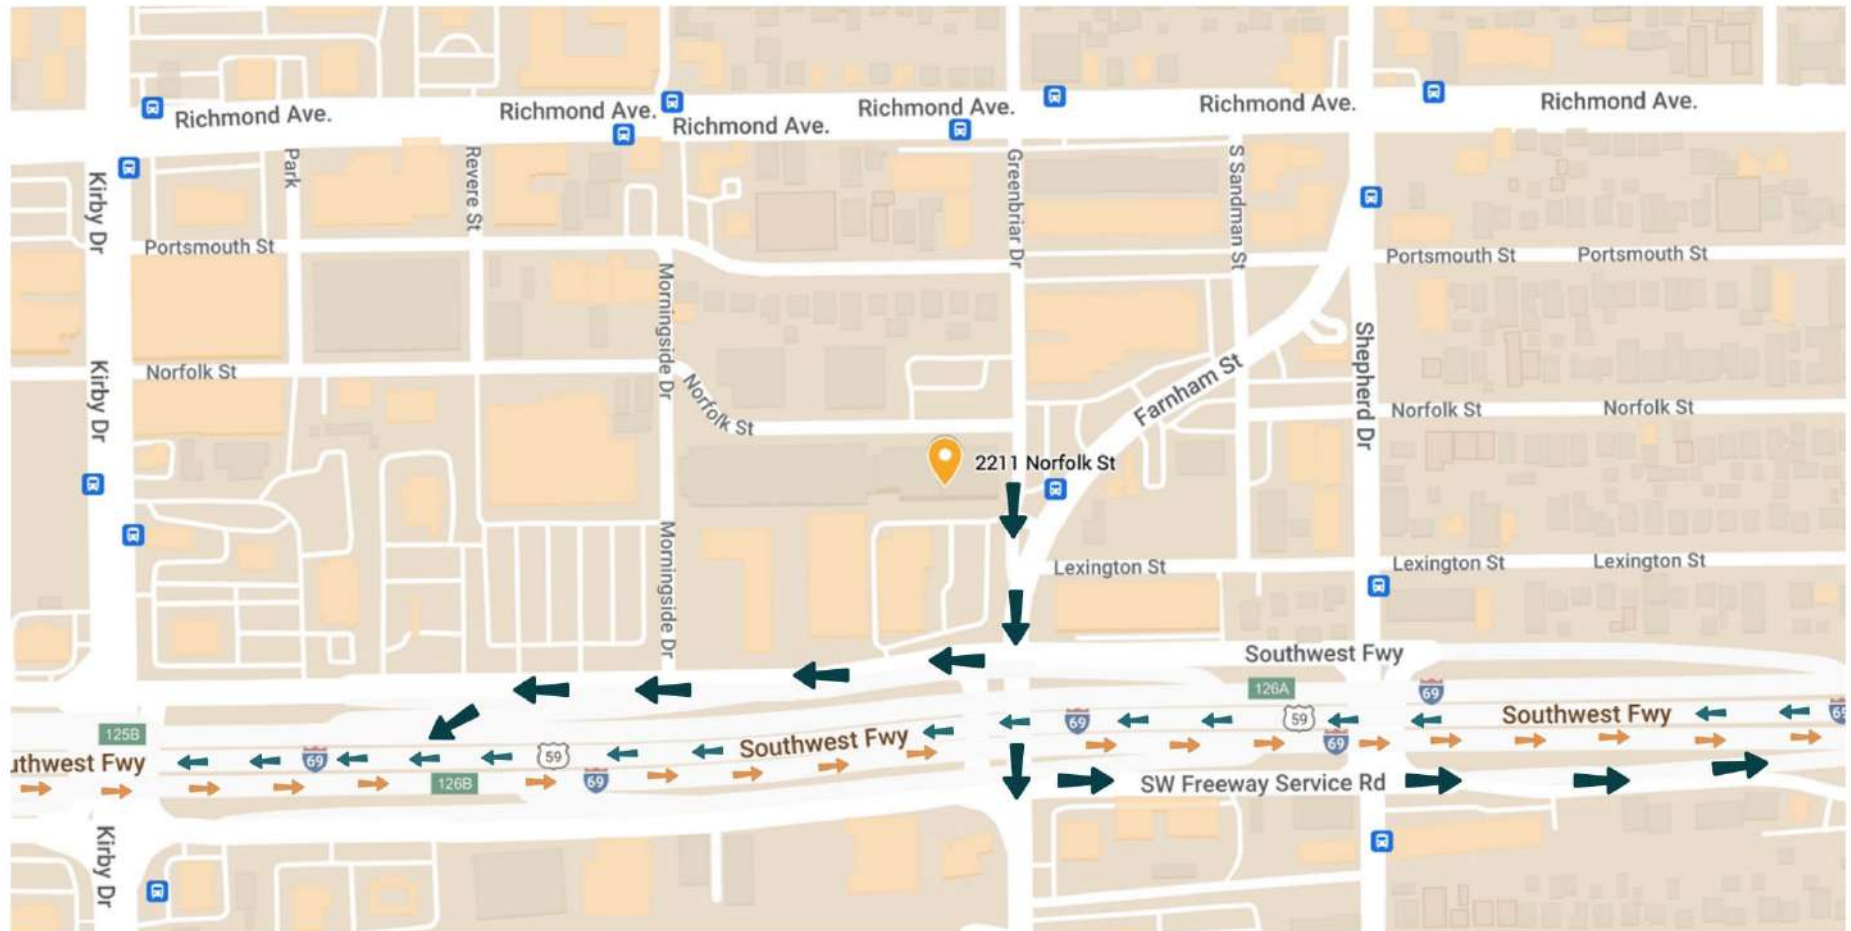 Richmond Ave.
Richmond Ave.
Richmond Ave.
Richmond Ave.
Richmond Ave.
Richmond Ave.
Kirby Dr
Park
Revere St
Greenbriar Dr
S Sandman St
Portsmouth St
Portsmouth St
Portsmouth St
Morningside Dr
Shepherd Dr
Kirby Dr
Norfolk St
Norfolk St
Farnham St
Norfolk St
Norfolk St
2211 Norfolk St
Morningside Dr
Lexington St
Lexington St
Lexington St
Southwest Fwy
126A
69
69
59
Southwest Fwy
69
125B
uthwest Fwy
69
59
Southwest Fwy
69
126B
69
SW Freeway Service Rd
Kirby Dr